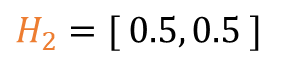 H₂ = [ 0.5, 0.5 ]